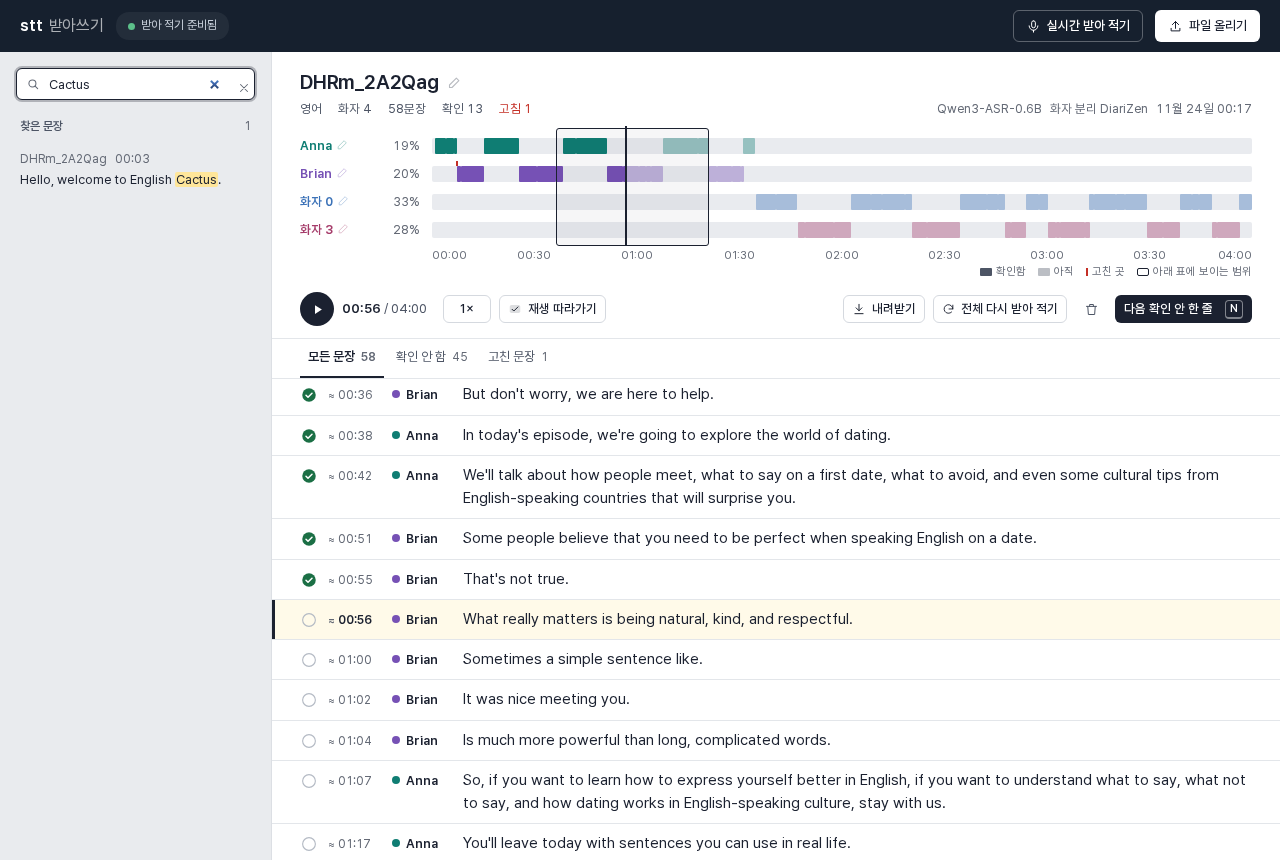 stt 받아쓰기
받아 적기 준비됨
실시간 받아 적기
파일 올리기
Cactus
찾은 문장 1
DHRm_2A2Qag 00:03
Hello, welcome to English Cactus.
DHRm_2A2Qag
영어 화자 4 58문장 확인 13 고침 1
Qwen3-ASR-0.6B 화자 분리 DiariZen 11월 24일 00:17
Anna 19%
Brian 20%
화자 0 33%
화자 3 28%
00:00 00:30 01:00 01:30 02:00 02:30 03:00 03:30 04:00
확인함 아직 고친 곳 아래 표에 보이는 범위
00:56 / 04:00 1× 재생 따라가기
내려받기 전체 다시 받아 적기 다음 확인 안 한 줄 N
모든 문장 58 확인 안 함 45 고친 문장 1
≈ 00:36 Brian But don't worry, we are here to help.
≈ 00:38 Anna In today's episode, we're going to explore the world of dating.
≈ 00:42 Anna We'll talk about how people meet, what to say on a first date, what to avoid, and even some cultural tips from
English-speaking countries that will surprise you.
≈ 00:51 Brian Some people believe that you need to be perfect when speaking English on a date.
≈ 00:55 Brian That's not true.
≈ 00:56 Brian What really matters is being natural, kind, and respectful.
≈ 01:00 Brian Sometimes a simple sentence like.
≈ 01:02 Brian It was nice meeting you.
≈ 01:04 Brian Is much more powerful than long, complicated words.
≈ 01:07 Anna So, if you want to learn how to express yourself better in English, if you want to understand what to say, what not
to say, and how dating works in English-speaking culture, stay with us.
≈ 01:17 Anna You'll leave today with sentences you can use in real life.